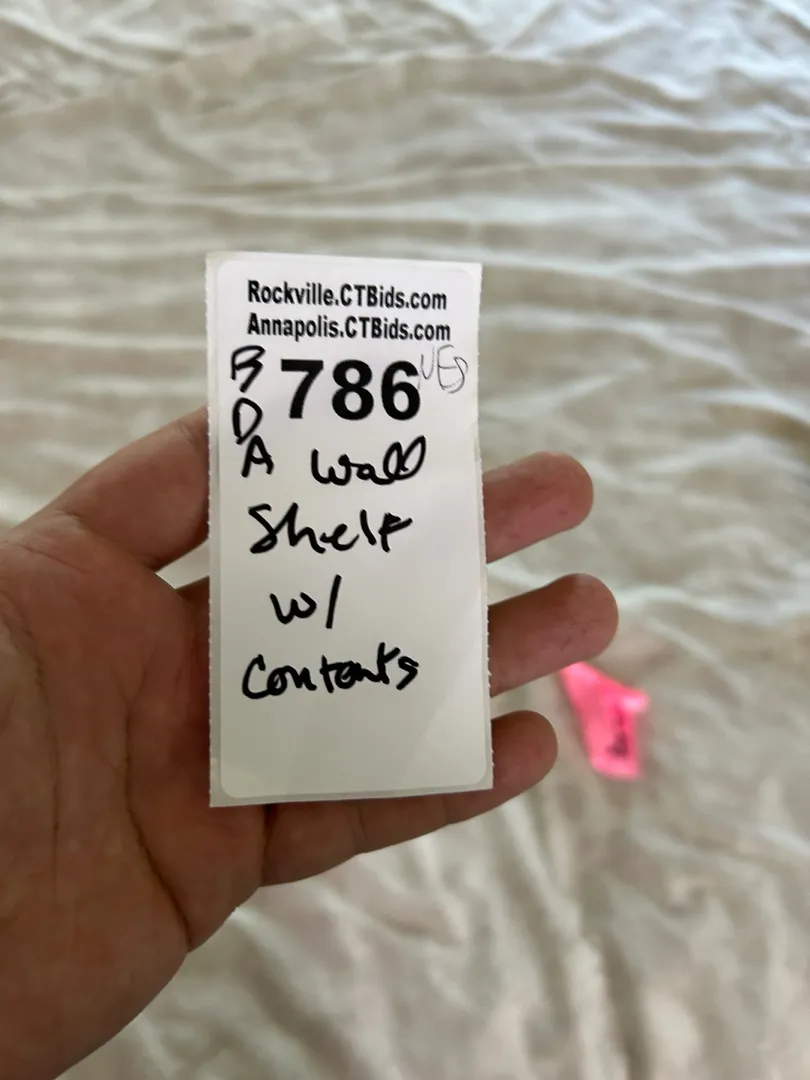 Rockville.CTBids.com
Annapolis.CTBids.com
B 786
D
A Wall
Shelf
w/
Contents